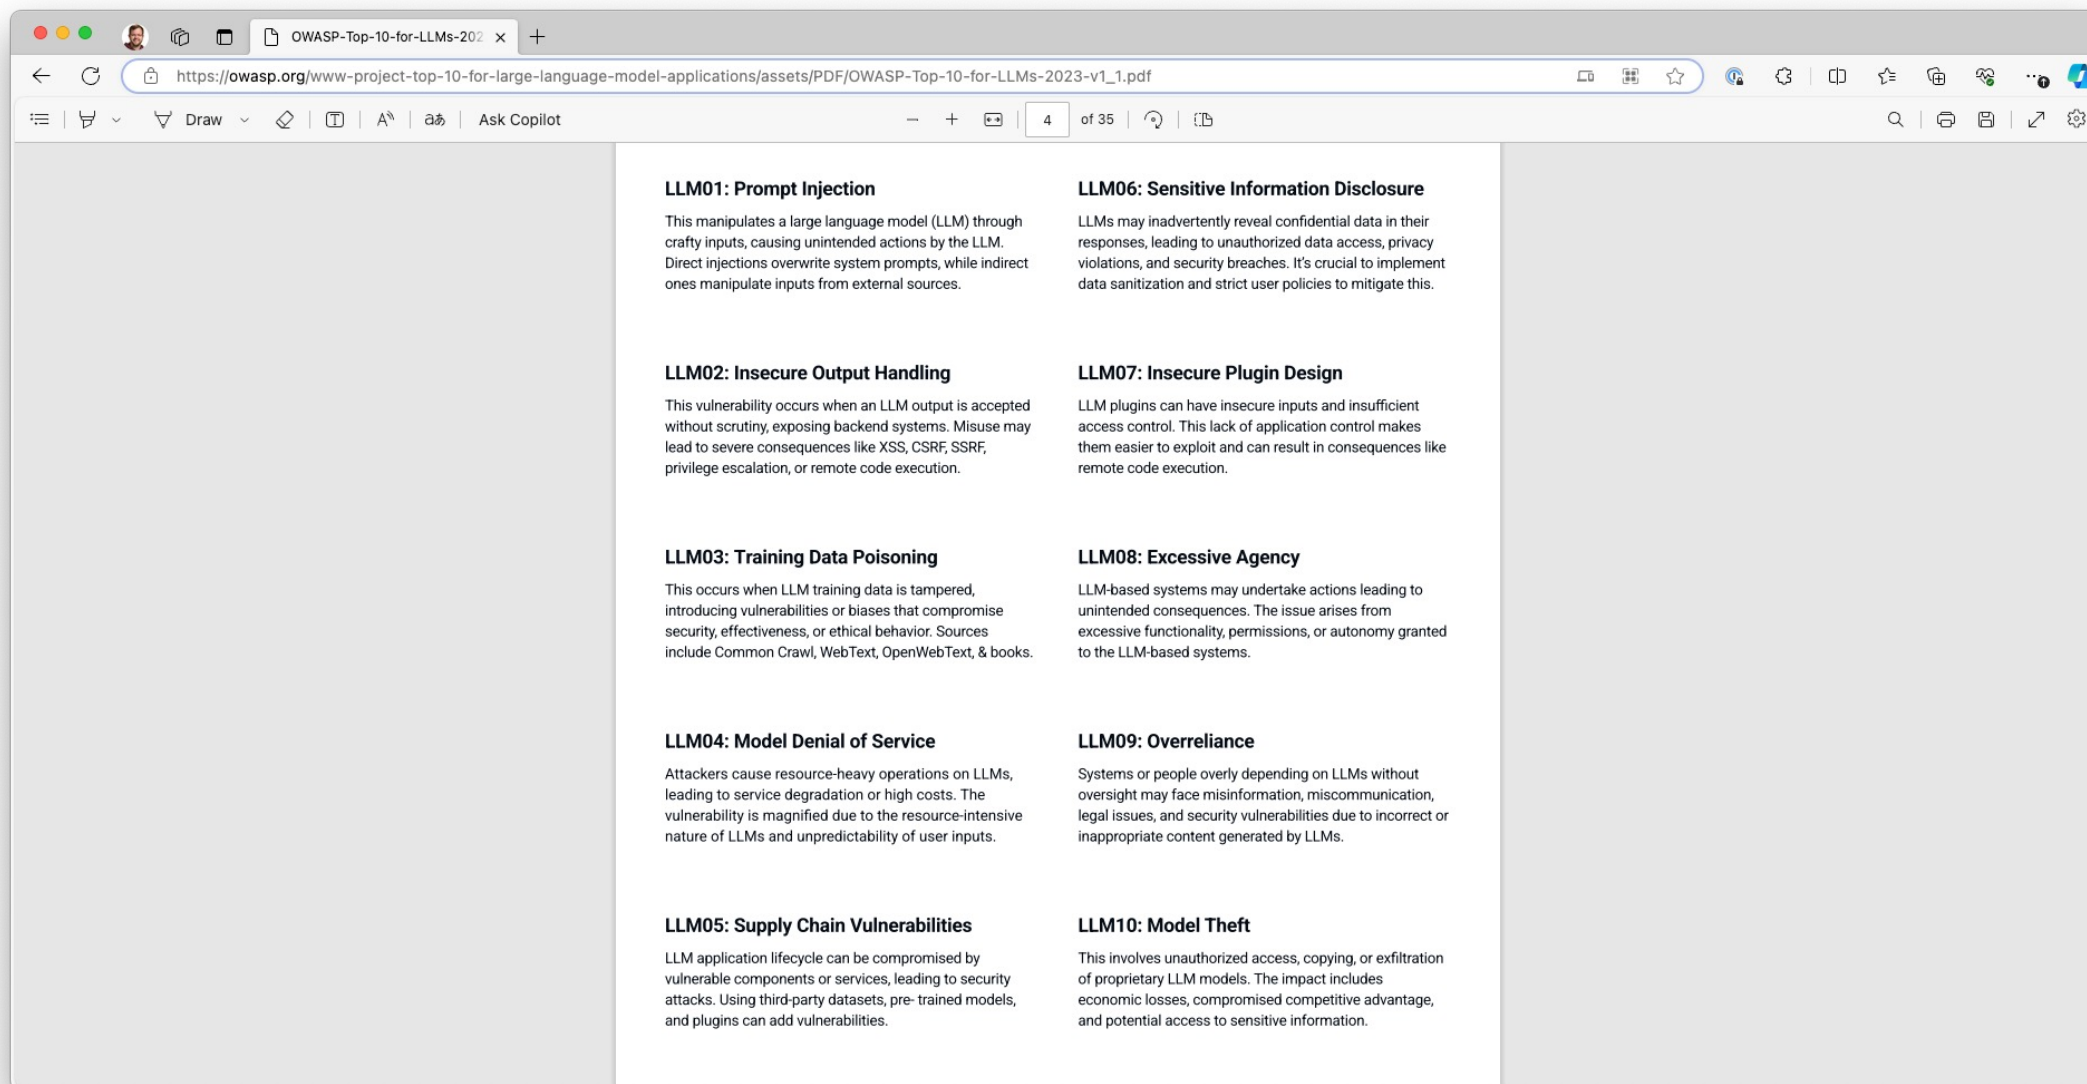 OWASP-Top-10-for-LLMs-202
https://owasp.org/www-project-top-10-for-large-language-model-applications/assets/PDF/OWASP-Top-10-for-LLMs-2023-v1_1.pdf
Draw
aあ
Ask Copilot
4 of 35
LLM01: Prompt Injection
This manipulates a large language model (LLM) through
crafty inputs, causing unintended actions by the LLM.
Direct injections overwrite system prompts, while indirect
ones manipulate inputs from external sources.
LLM02: Insecure Output Handling
This vulnerability occurs when an LLM output is accepted
without scrutiny, exposing backend systems. Misuse may
lead to severe consequences like XSS, CSRF, SSRF,
privilege escalation, or remote code execution.
LLM03: Training Data Poisoning
This occurs when LLM training data is tampered,
introducing vulnerabilities or biases that compromise
security, effectiveness, or ethical behavior. Sources
include Common Crawl, WebText, OpenWebText, & books.
LLM04: Model Denial of Service
Attackers cause resource-heavy operations on LLMs,
leading to service degradation or high costs. The
vulnerability is magnified due to the resource-intensive
nature of LLMs and unpredictability of user inputs.
LLM05: Supply Chain Vulnerabilities
LLM application lifecycle can be compromised by
vulnerable components or services, leading to security
attacks. Using third-party datasets, pre- trained models,
and plugins can add vulnerabilities.
LLM06: Sensitive Information Disclosure
LLMs may inadvertently reveal confidential data in their
responses, leading to unauthorized data access, privacy
violations, and security breaches. It's crucial to implement
data sanitization and strict user policies to mitigate this.
LLM07: Insecure Plugin Design
LLM plugins can have insecure inputs and insufficient
access control. This lack of application control makes
them easier to exploit and can result in consequences like
remote code execution.
LLM08: Excessive Agency
LLM-based systems may undertake actions leading to
unintended consequences. The issue arises from
excessive functionality, permissions, or autonomy granted
to the LLM-based systems.
LLM09: Overreliance
Systems or people overly depending on LLMs without
oversight may face misinformation, miscommunication,
legal issues, and security vulnerabilities due to incorrect or
inappropriate content generated by LLMs.
LLM10: Model Theft
This involves unauthorized access, copying, or exfiltration
of proprietary LLM models. The impact includes
economic losses, compromised competitive advantage,
and potential access to sensitive information.